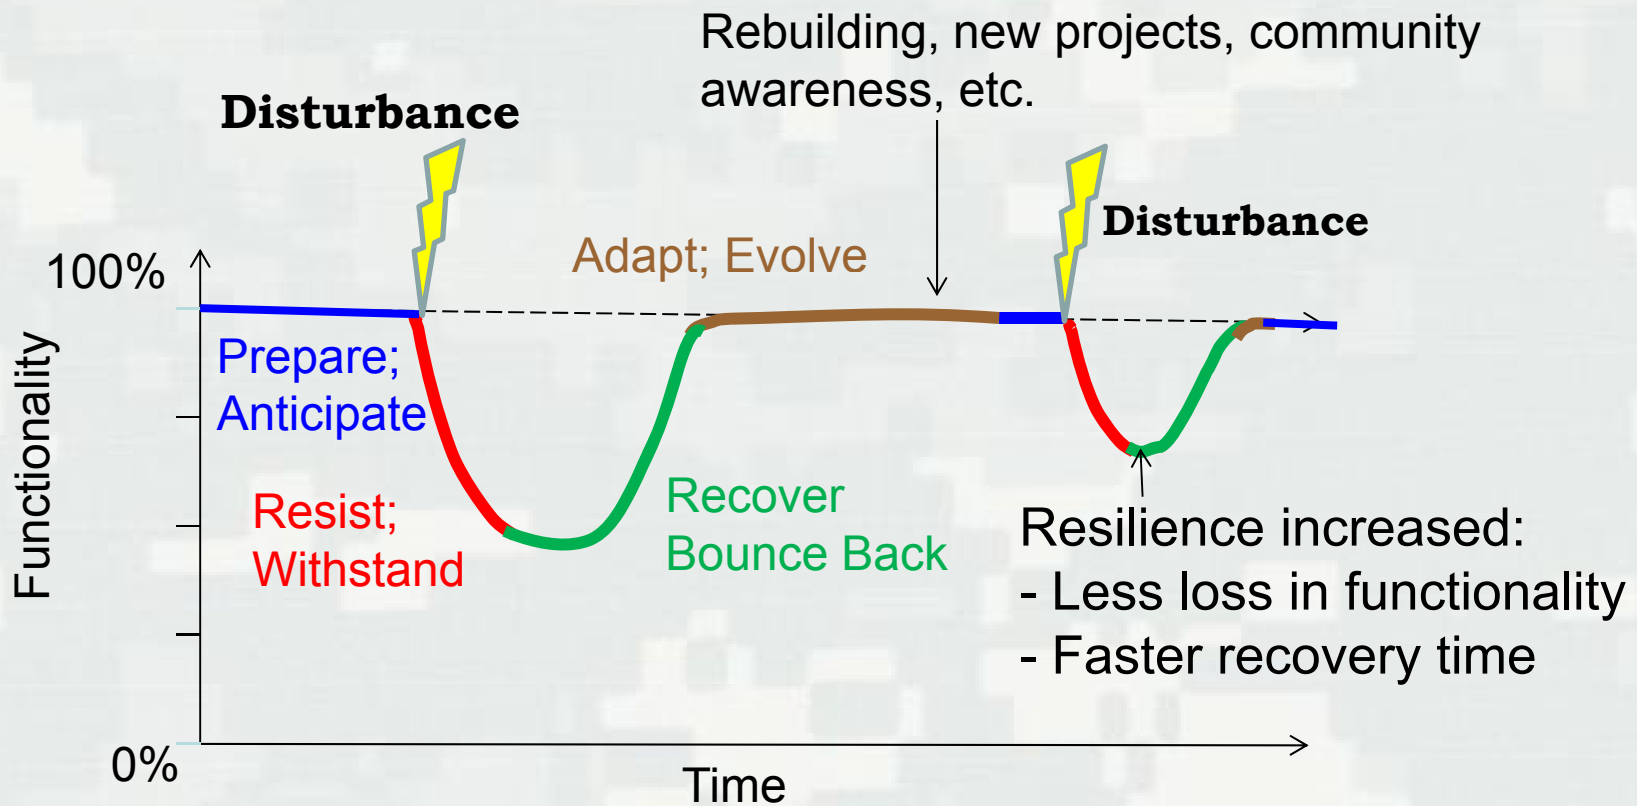 Rebuilding, new projects, community
awareness, etc.
Disturbance
Disturbance
Adapt; Evolve
100%
Prepare;
Anticipate
Functionality
Resist;
Withstand
Recover
Bounce Back
Resilience increased:
- Less loss in functionality
- Faster recovery time
0%
Time